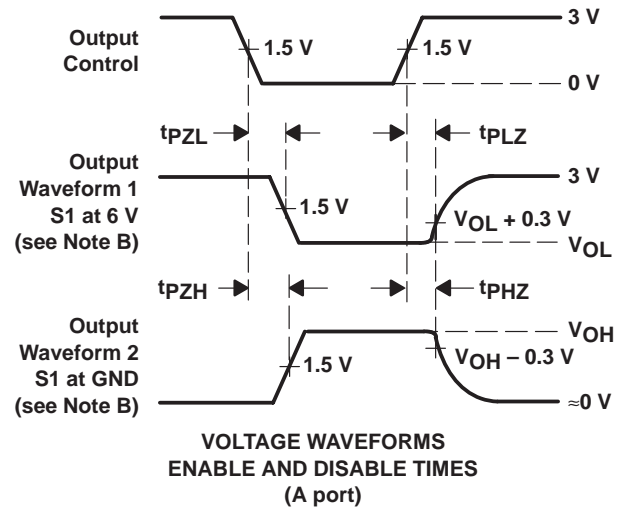 Output
Control
1.5 V
1.5 V
3 V
0 V
tPZL
tPLZ
Output
Waveform 1
S1 at 6 V
(see Note B)
1.5 V
3 V
VOL + 0.3 V
VOL
tPZH
tPHZ
Output
Waveform 2
S1 at GND
(see Note B)
1.5 V
VOH
VOH – 0.3 V
≈0 V
VOLTAGE WAVEFORMS
ENABLE AND DISABLE TIMES
(A port)